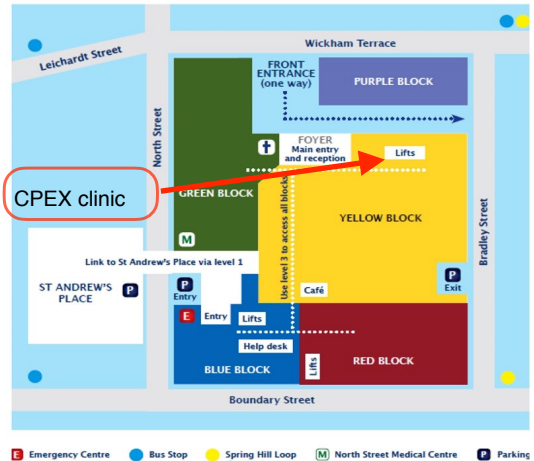 Leichardt Street
Wickham Terrace
FRONT
ENTRANCE
(one way)
PURPLE BLOCK
North Street
FOYER
Main entry
and reception
Lifts
CPEX clinic
GREEN BLOCK
YELLOW BLOCK
Use level 3 to access all blocks
Bradley Street
M
Link to St Andrew's Place via level 1
ST ANDREW'S
PLACE
P
P
Entry
P
Exit
Café
E
Entry
Lifts
Help desk
Lifts
BLUE BLOCK
RED BLOCK
Boundary Street
E Emergency Centre
Bus Stop
Spring Hill Loop
M North Street Medical Centre
P Parking